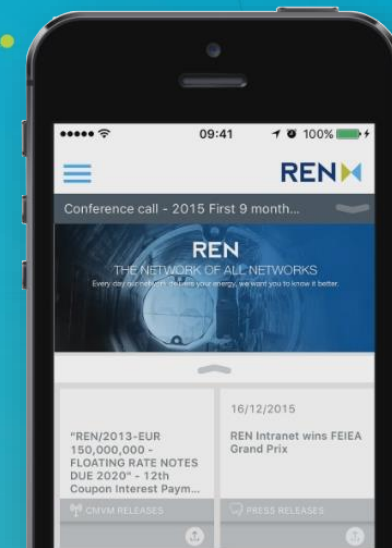 09:41
100%
REN
Conference call - 2015 First 9 month...
REN
THE NETWORK OF ALL NETWORKS
Every day our network delivers your energy, we want you to know it better.
"REN/2013-EUR
150,000,000 -
FLOATING RATE NOTES
DUE 2020" - 12th
Coupon Interest Paym...
CMVM RELEASES
16/12/2015
REN Intranet wins FEIEA
Grand Prix
PRESS RELEASES